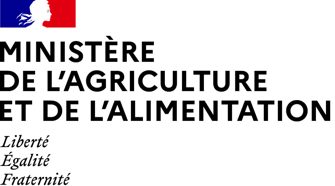 MINISTÈRE
DE L'AGRICULTURE
ET DE L'ALIMENTATION
Liberté
Égalité
Fraternité